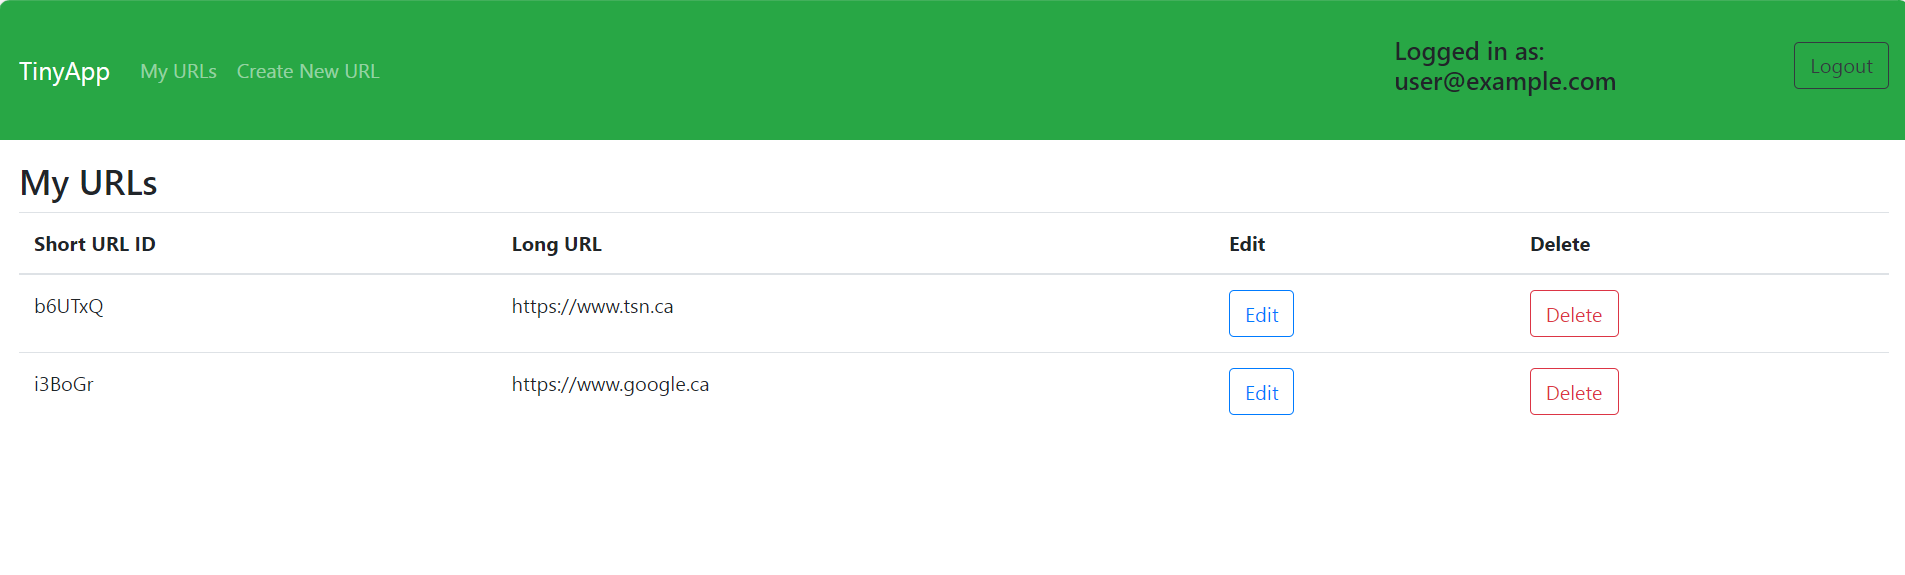 TinyApp My URLs Create New URL
Logged in as:
user@example.com
Logout
My URLs
Short URL ID Long URL Edit Delete
b6UTxQ https://www.tsn.ca Edit Delete
i3BoGr https://www.google.ca Edit Delete